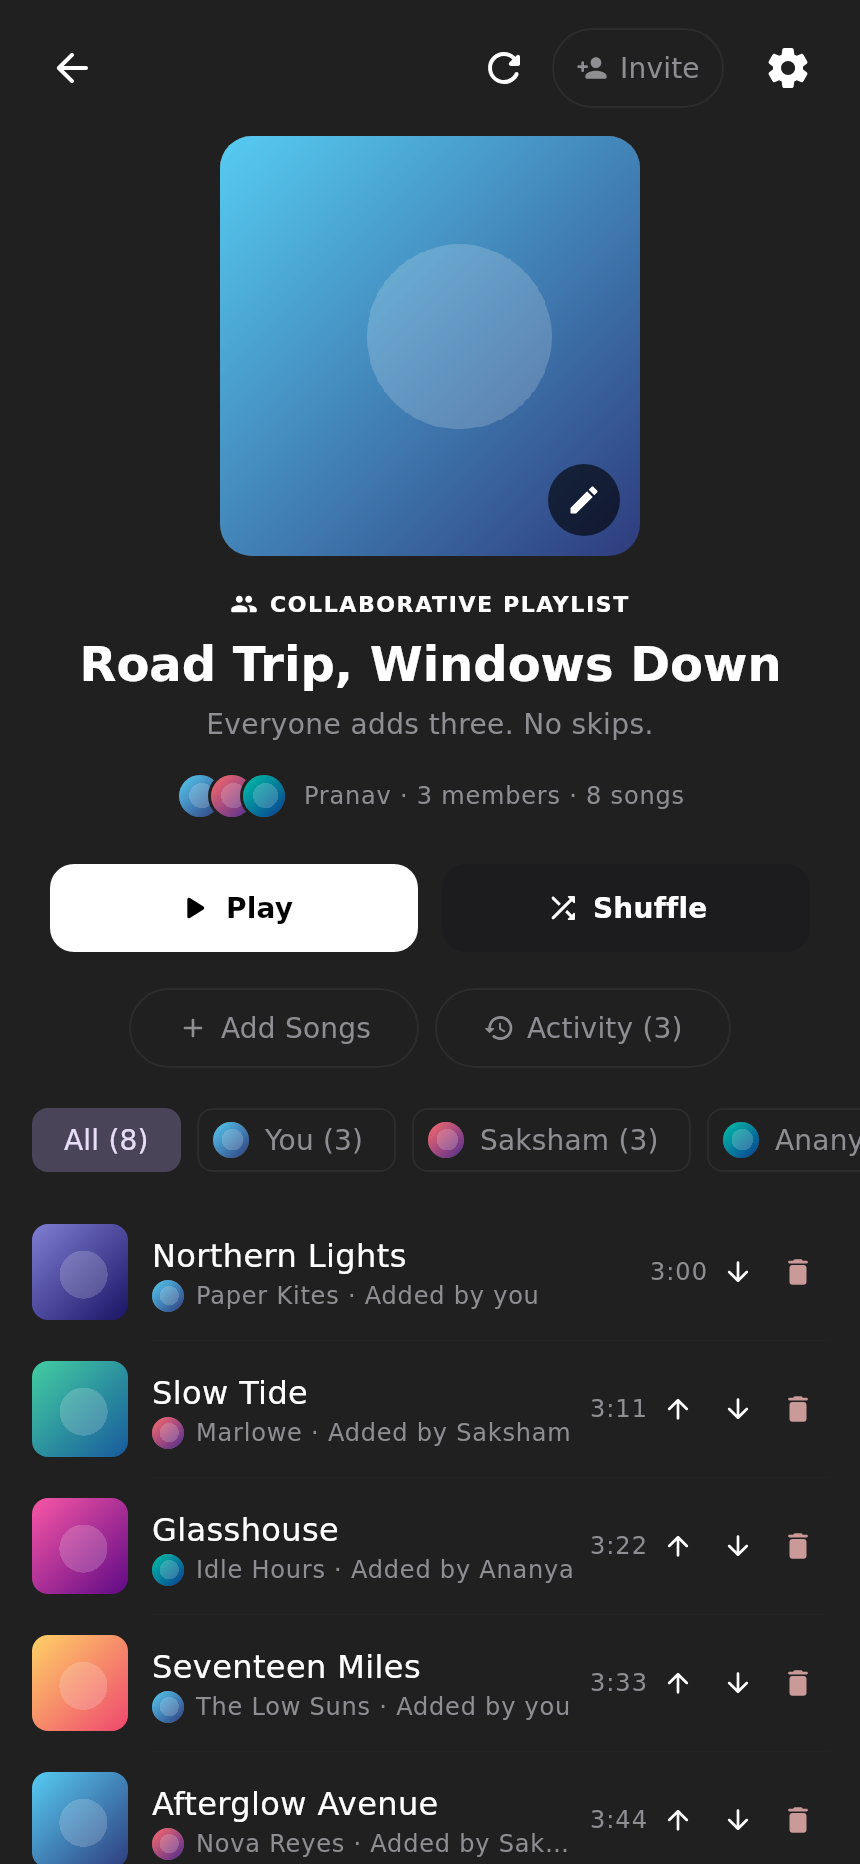 Invite
COLLABORATIVE PLAYLIST
Road Trip, Windows Down
Everyone adds three. No skips.
Pranav · 3 members · 8 songs
Play
Shuffle
Add Songs
Activity (3)
All (8)
You (3)
Saksham (3)
Anany
Northern Lights
Paper Kites · Added by you
3:00
Slow Tide
Marlowe · Added by Saksham
3:11
Glasshouse
Idle Hours · Added by Ananya
3:22
Seventeen Miles
The Low Suns · Added by you
3:33
Afterglow Avenue
Nova Reyes · Added by Sak...
3:44